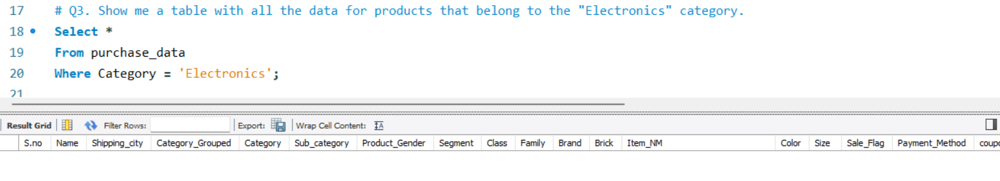 17 # Q3. Show me a table with all the data for products that belong to the "Electronics" category.
18 Select *
19 From purchase_data
20 Where Category = 'Electronics';
21
Result Grid Filter Rows: Export: Wrap Cell Content: IA
S.no Name Shipping_city Category_Grouped Category Sub_category Product_Gender Segment Class Family Brand Brick Item_NM Color Size Sale_Flag Payment_Method coupo